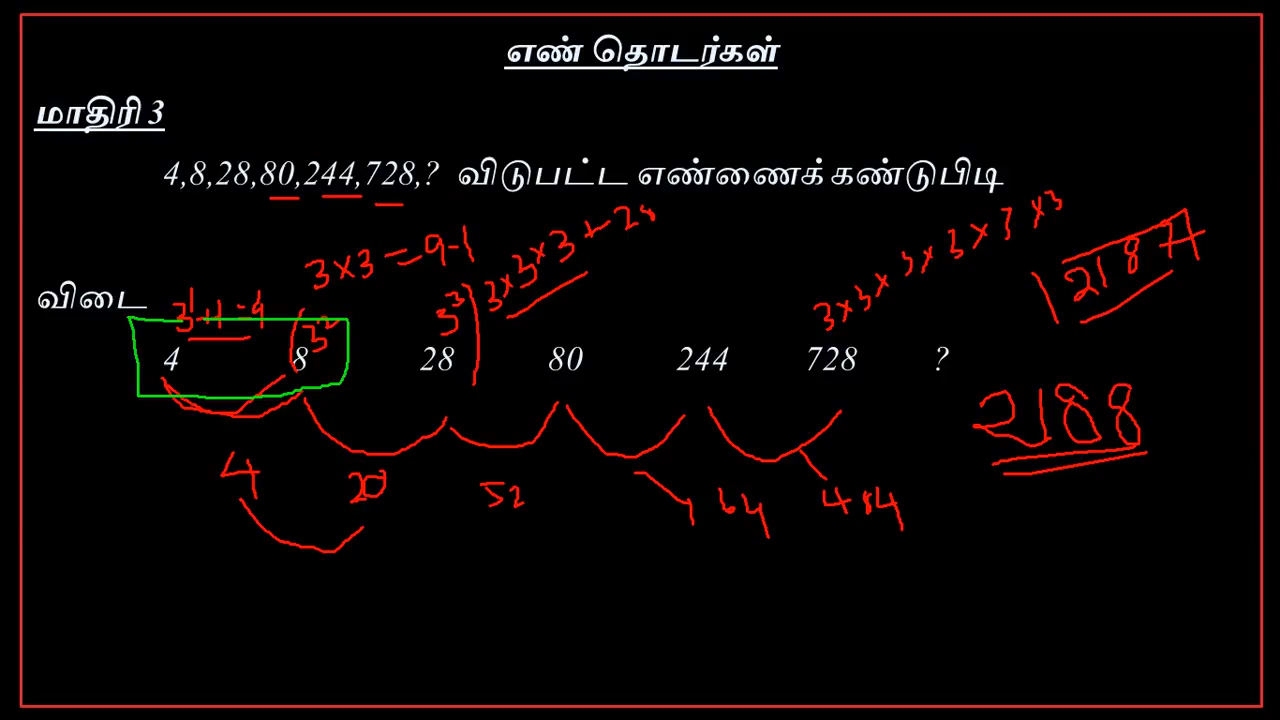 எண் தொடர்கள்
மாதிரி 3
4,8,28,80,244,728,? விடுபட்ட எண்ணைக் கண்டுபிடி
3×3=9-1
3×3×3+28
3×3×3×3×3×3
2187
விடை
3¹+1=4
3²
3³
4 8 28 80 244 728 ?
2188
4 20 52 164 484